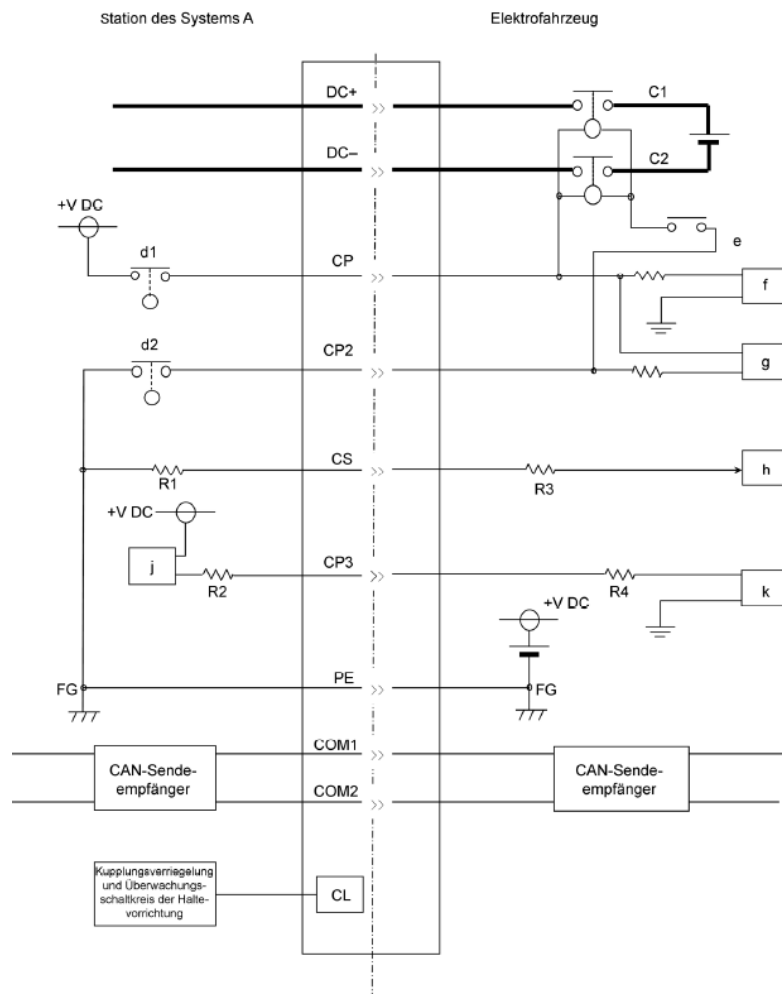 Station des Systems A
Elektrofahrzeug
DC+
C1
DC–
C2
+V DC
d1
CP
e
f
d2
CP2
g
CS
R1
R3
h
+V DC
j
R2
CP3
R4
k
+V DC
FG
PE
FG
COM1
CAN-Sende-
empfänger
CAN-Sende-
empfänger
COM2
Kupplungsverriegelung
und Überwachungs-
schaltkreis der Halte-
vorrichtung
CL